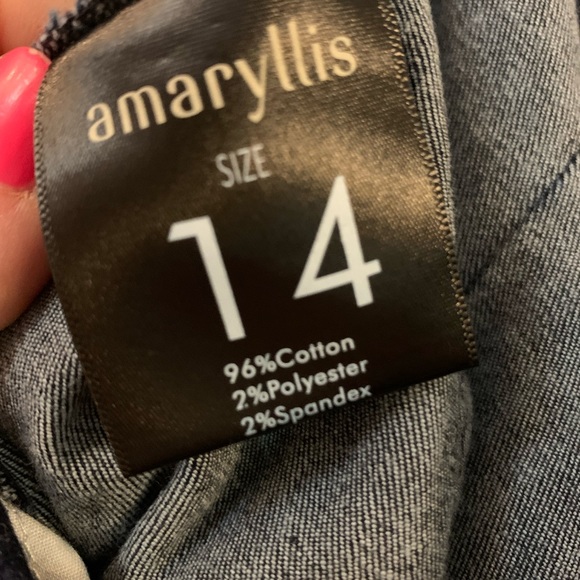 amaryllis
SIZE
14
96%Cotton
2%Polyester
2%Spandex